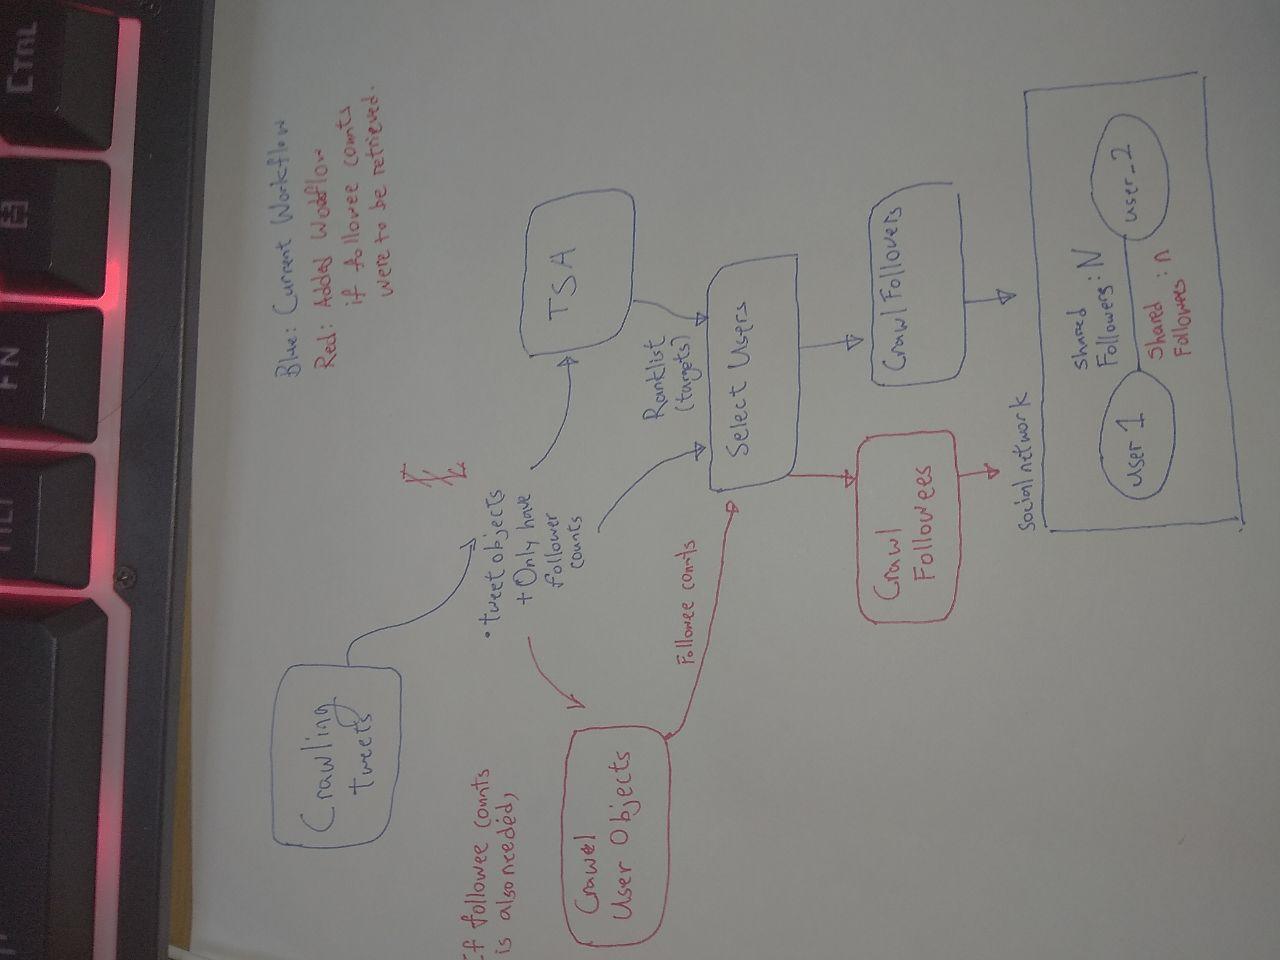 FN
CTRL
Crawling
tweets
Blue: Current Workflow
Red: Added Workflow
if followee counts
were to be retrieved.
If followee counts
is also needed,
• tweet objects
+ Only have
follower
counts
TSA
Crawel
User Objects
Ranklist
(targets)
Followee counts
Select Users
Crawl
Followees
Crawl Followers
Social network
Shared
Followers: N
user 1
user_2
Shared
Followees: n